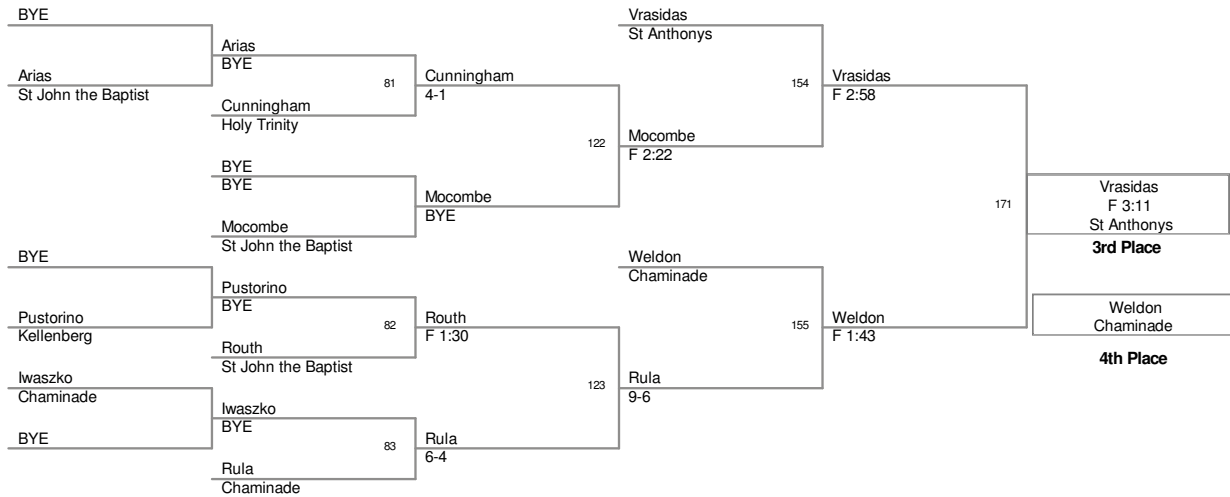 BYE
Arias
St John the Baptist
Arias
BYE
81
Cunningham
Holy Trinity
Cunningham
4-1
BYE
BYE
Mocombe
St John the Baptist
Mocombe
BYE
122
Mocombe
F 2:22
Vrasidas
St Anthonys
154
Vrasidas
F 2:58
BYE
Pustorino
Kellenberg
Pustorino
BYE
82
Routh
St John the Baptist
Routh
F 1:30
Iwaszko
Chaminade
BYE
Iwaszko
BYE
83
Rula
Chaminade
Rula
6-4
123
Rula
9-6
Weldon
Chaminade
155
Weldon
F 1:43
171
Vrasidas
F 3:11
St Anthonys
3rd Place
Weldon
Chaminade
4th Place